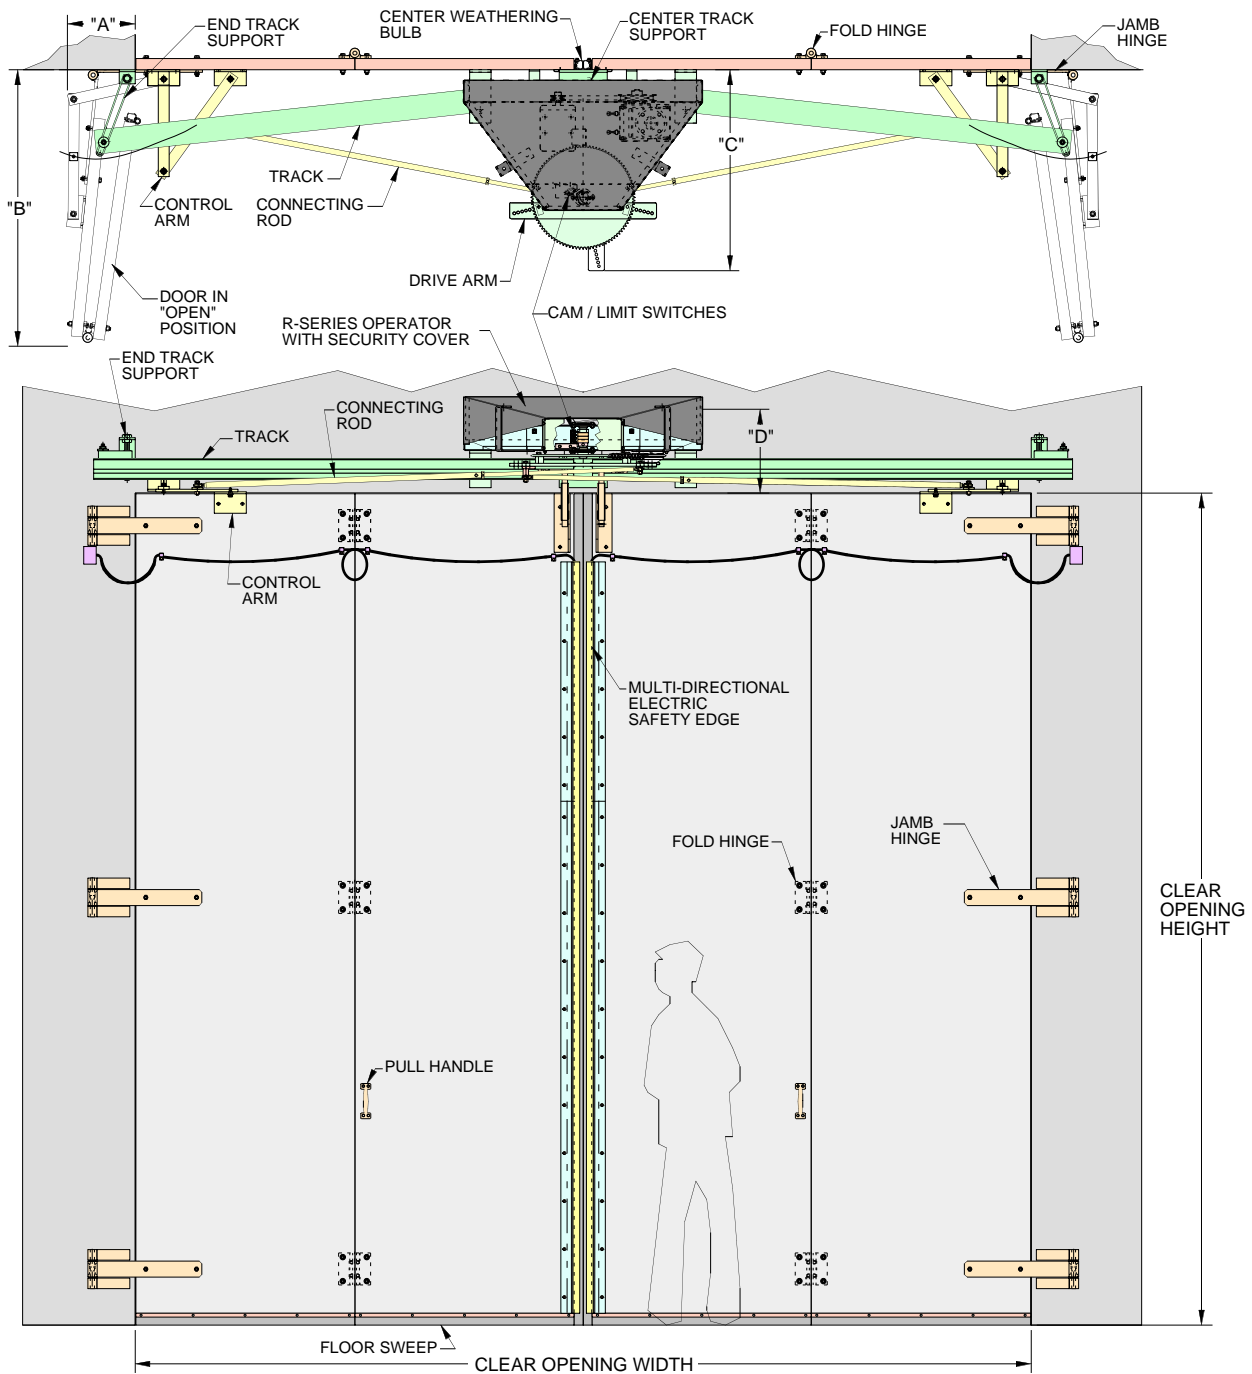 "A"
END TRACK
SUPPORT
CENTER WEATHERING
BULB
CENTER TRACK
SUPPORT
FOLD HINGE
JAMB
HINGE
"B"
"C"
TRACK
CONTROL
ARM
CONNECTING
ROD
DRIVE ARM
DOOR IN
"OPEN"
POSITION
CAM / LIMIT SWITCHES
R-SERIES OPERATOR
WITH SECURITY COVER
END TRACK
SUPPORT
CONNECTING
ROD
TRACK
"D"
CONTROL
ARM
MULTI-DIRECTIONAL
ELECTRIC
SAFETY EDGE
FOLD HINGE
JAMB
HINGE
CLEAR
OPENING
HEIGHT
PULL HANDLE
FLOOR SWEEP
CLEAR OPENING WIDTH